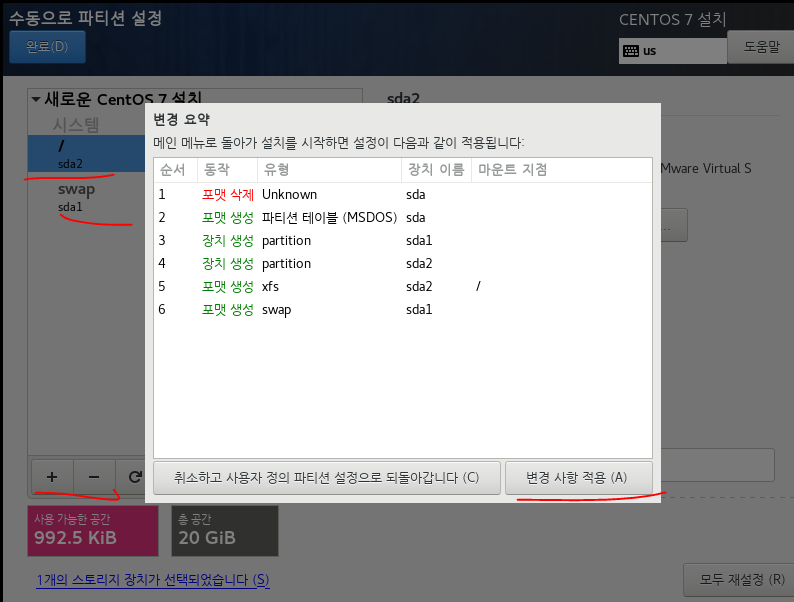 수동으로 파티션 설정
CENTOS 7 설치
완료(D)
us
도움말
새로운 CentOS 7 설치
sda2
시스템
/
sda2
swap
sda1
Mware Virtual S
...
변경 요약
메인 메뉴로 돌아가 설치를 시작하면 설정이 다음과 같이 적용됩니다:
순서 동작 유형 장치 이름 마운트 지점
1 포맷 삭제 Unknown sda
2 포맷 생성 파티션 테이블 (MSDOS) sda
3 장치 생성 partition sda1
4 장치 생성 partition sda2
5 포맷 생성 xfs sda2 /
6 포맷 생성 swap sda1
취소하고 사용자 정의 파티션 설정으로 되돌아갑니다 (C)
변경 사항 적용 (A)
+ −
사용 가능한 공간
992.5 KiB
총 공간
20 GiB
1개의 스토리지 장치가 선택되었습니다 (S)
모두 재설정 (R)